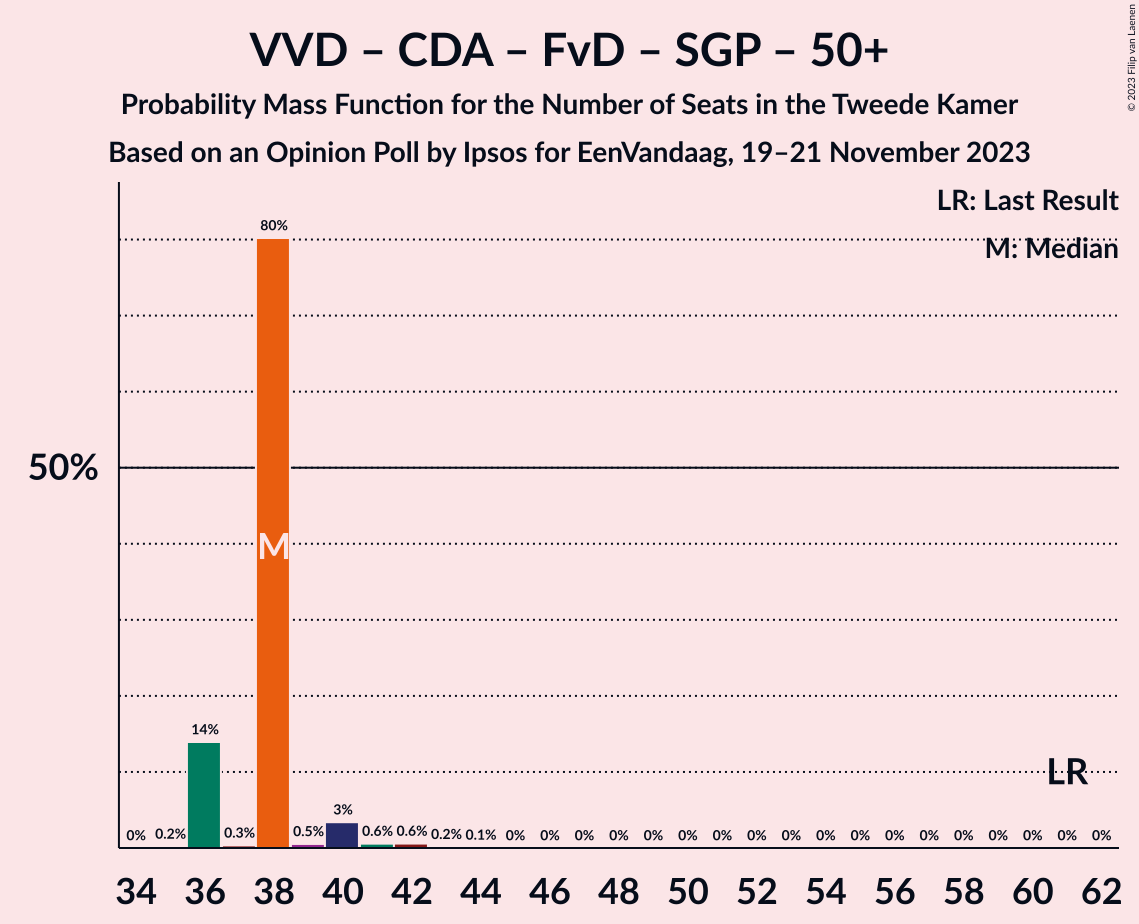 VVD – CDA – FvD – SGP – 50+
Probability Mass Function for the Number of Seats in the Tweede Kamer
Based on an Opinion Poll by Ipsos for EenVandaag, 19–21 November 2023
© 2023 Filip van Laenen
LR: Last Result
M: Median
50%
80%
M
14%
LR
3%
0% 0.2% 0.3% 0.5% 0.6% 0.6% 0.2% 0.1% 0% 0% 0% 0% 0% 0% 0% 0% 0% 0% 0% 0% 0% 0% 0% 0% 0% 0%
34 36 38 40 42 44 46 48 50 52 54 56 58 60 62